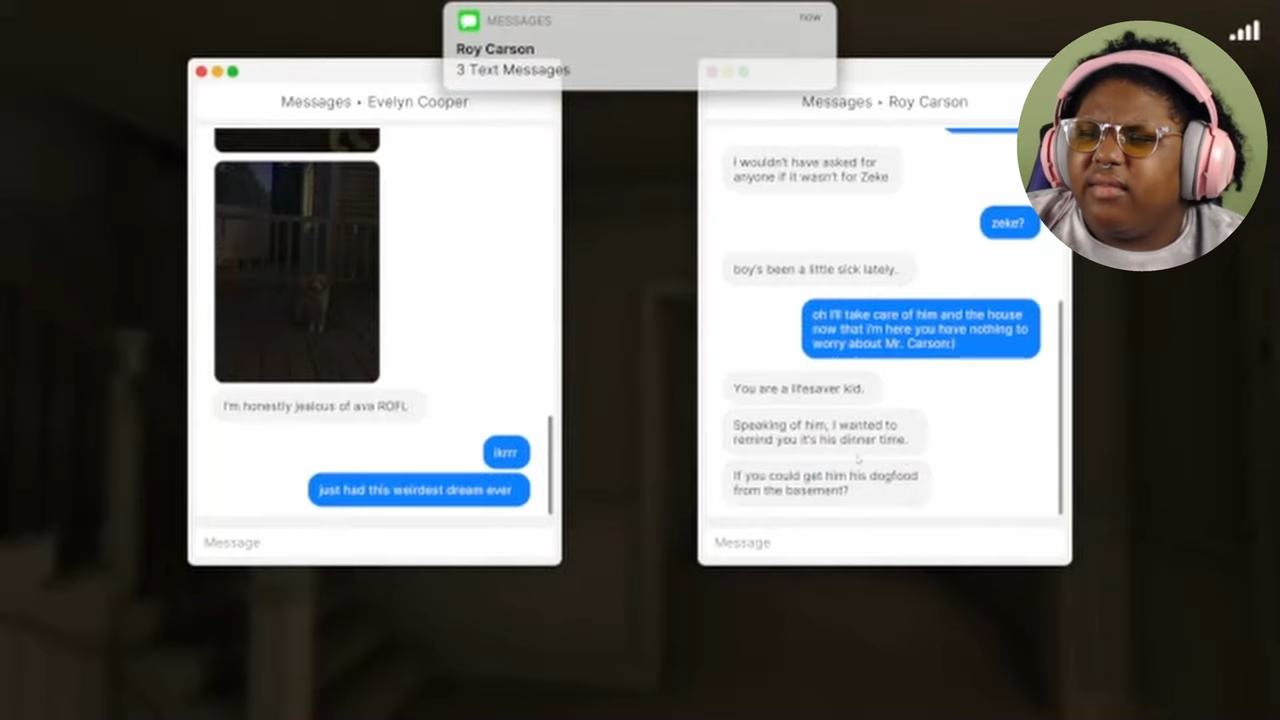 MESSAGES
now
Roy Carson
3 Text Messages
Messages • Evelyn Cooper
I'm honestly jealous of ava ROFL
ikrrr
just had this weirdest dream ever
Message
Messages • Roy Carson
I wouldn't have asked for
anyone if it wasn't for Zeke
zeke?
boy's been a little sick lately.
oh I'll take care of him and the house
now that i'm here you have nothing to
worry about Mr. Carson:)
You are a lifesaver kid.
Speaking of him, I wanted to
remind you it's his dinner time.
If you could get him his dogfood
from the basement?
Message